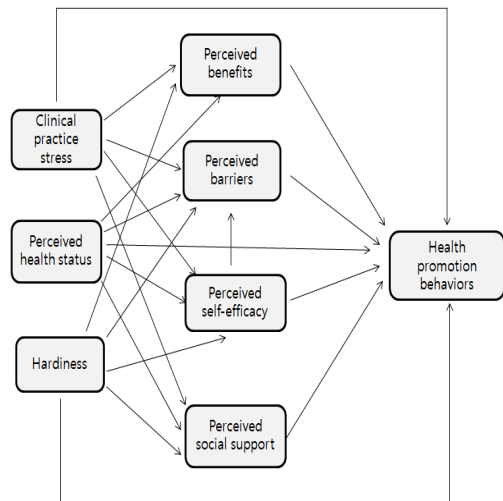 Perceived
benefits
Clinical
practice
stress
Perceived
barriers
Perceived
health status
Health
promotion
behaviors
Perceived
self-efficacy
Hardiness
Perceived
social support